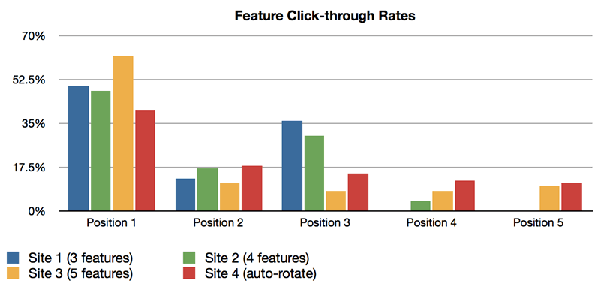 Feature Click-through Rates
70%
52.5%
35%
17.5%
0%
Position 1 Position 2 Position 3 Position 4 Position 5
Site 1 (3 features) Site 2 (4 features)
Site 3 (5 features) Site 4 (auto-rotate)